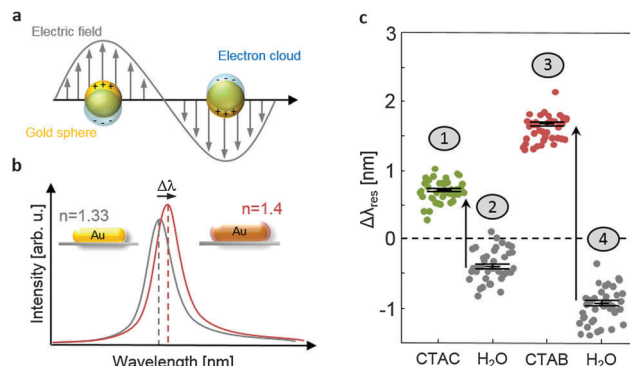 a
Electric field
Electron cloud
+ + +
- -
- -
+ + +
Gold sphere
b
Δλ
n=1.33
n=1.4
Au
Au
Intensity [arb. u.]
Wavelength [nm]
c
3
2
1
0
-1
Δλres [nm]
1
2
3
4
CTAC
H₂O
CTAB
H₂O